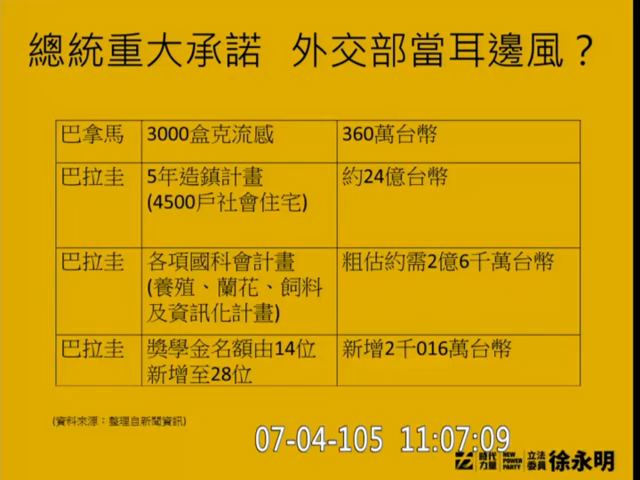 總統重大承諾 外交部當耳邊風？
巴拿馬 3000盒克流感 360萬台幣
巴拉圭 5年造鎮計畫 約24億台幣
(4500戶社會住宅)
巴拉圭 各項國科會計畫 粗估約需2億6千萬台幣
(養殖、蘭花、飼料
及資訊化計畫)
巴拉圭 獎學金名額由14位 新增2千016萬台幣
新增至28位
(資料來源：整理自新聞資訊)
07-04-105 11:07:09
時代力量 NEW POWER PARTY 立法委員 徐永明